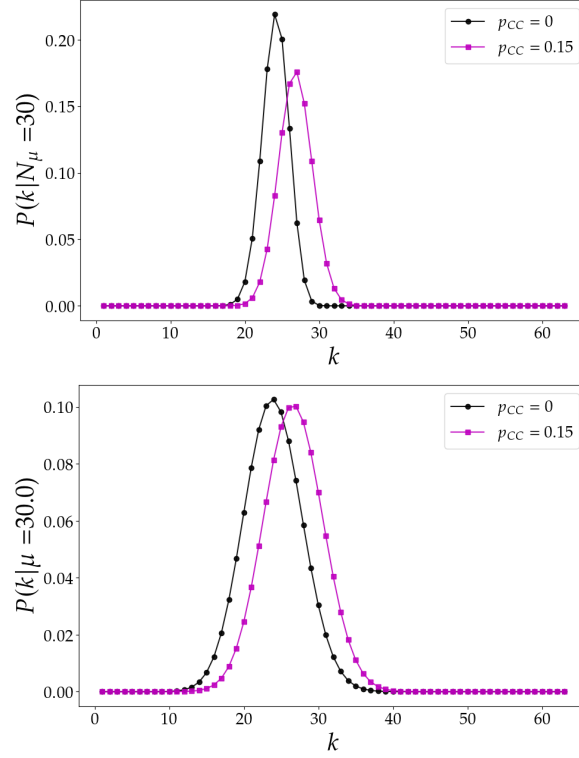 p_CC = 0
p_CC = 0.15
P(k|N_μ =30)
0.20
0.15
0.10
0.05
0.00
0 10 20 30 40 50 60
k
p_CC = 0
p_CC = 0.15
P(k|μ =30.0)
0.10
0.08
0.06
0.04
0.02
0.00
0 10 20 30 40 50 60
k